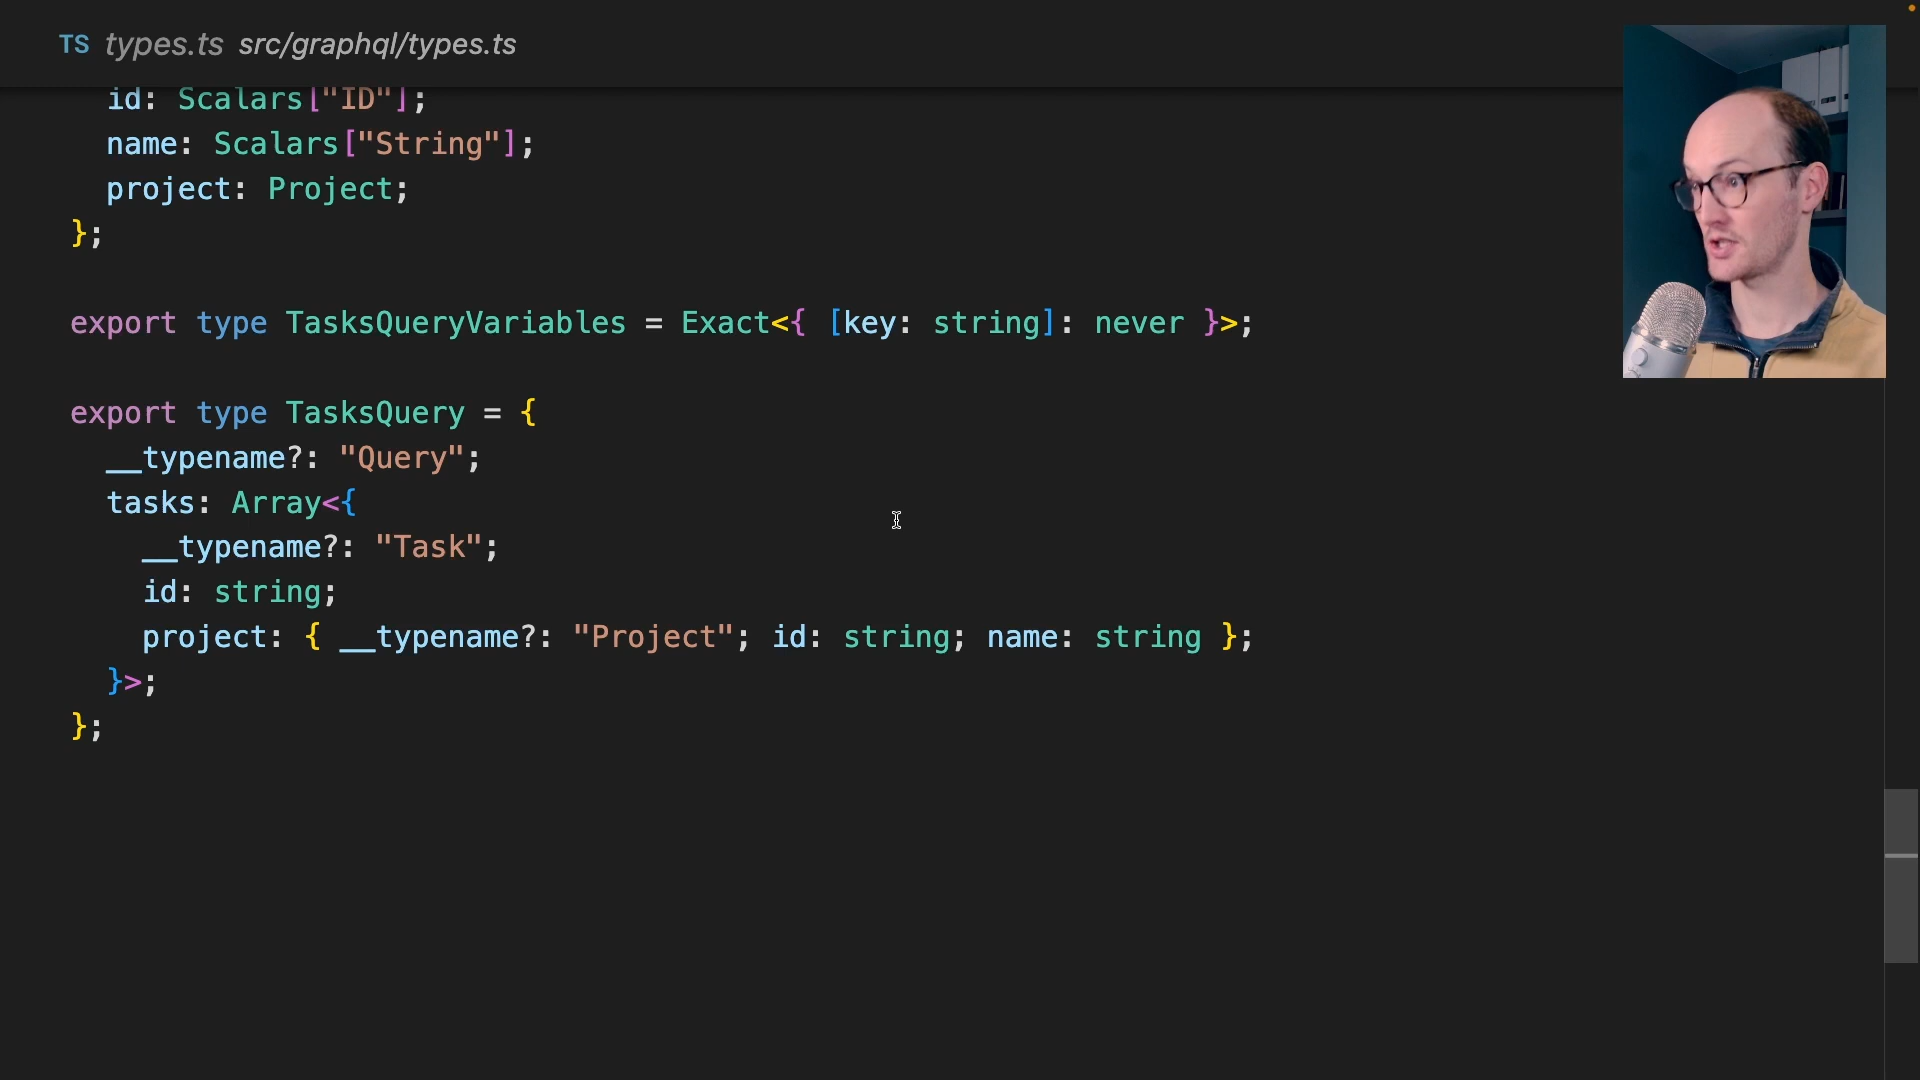 TS types.ts src/graphql/types.ts
id: Scalars["ID"];
name: Scalars["String"];
project: Project;
};
export type TasksQueryVariables = Exact<{ [key: string]: never }>;
export type TasksQuery = {
__typename?: "Query";
tasks: Array<{
__typename?: "Task";
id: string;
project: { __typename?: "Project"; id: string; name: string };
}>;
};